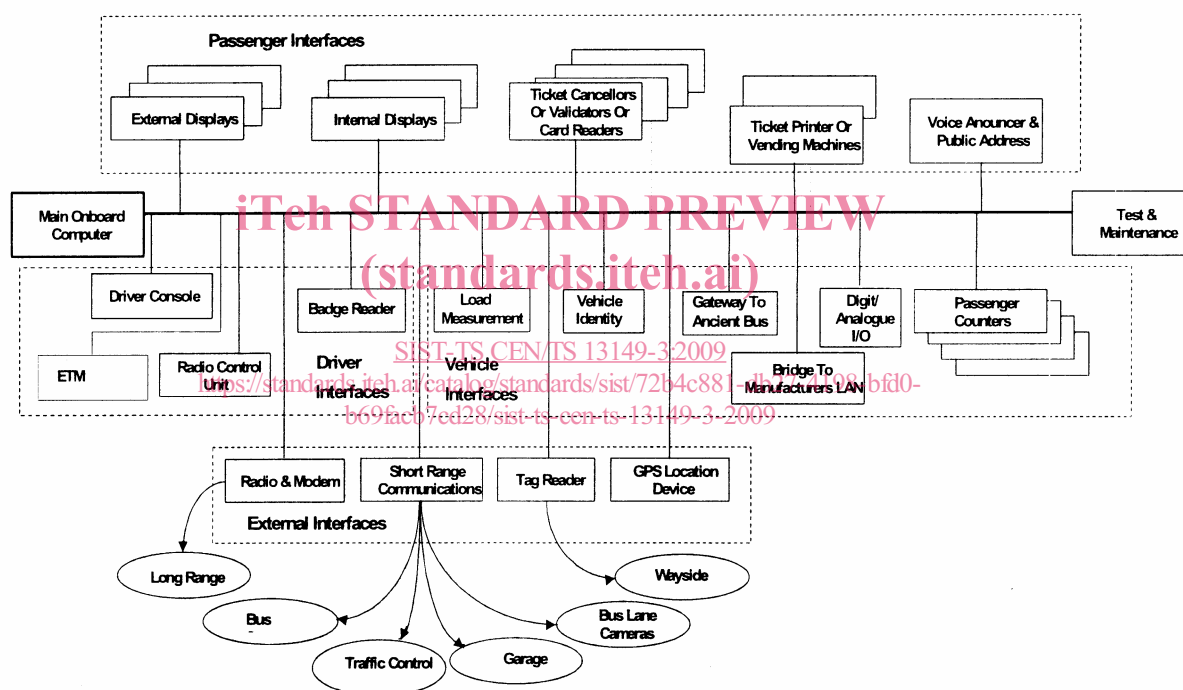 Passenger Interfaces
External Displays
Internal Displays
Ticket Cancellors
Or Validators Or
Card Readers
Ticket Printer Or
Vending Machines
Voice Anouncer &
Public Address
Main Onboard
Computer
Test &
Maintenance
iTeh STANDARD PREVIEW
(standards.iteh.ai)
Driver Console
Badge Reader
Load
Measurement
Vehicle
Identity
Gateway To
Ancient Bus
Digit/
Analogue
I/O
Passenger
Counters
ETM
Radio Control
Unit
Driver
Interfaces
Vehicle
Interfaces
Bridge To
Manufacturers LAN
SIST-TS CEN/TS 13149-3:2009
https://standards.iteh.ai/catalog/standards/sist/72b4c881-db27-4198-bfd0-
b69facb7cd28/sist-ts-cen-ts-13149-3-2009
Radio & Modem
Short Range
Communications
Tag Reader
GPS Location
Device
External Interfaces
Long Range
Wayside
Bus
Bus Lane
Cameras
Traffic Control
Garage